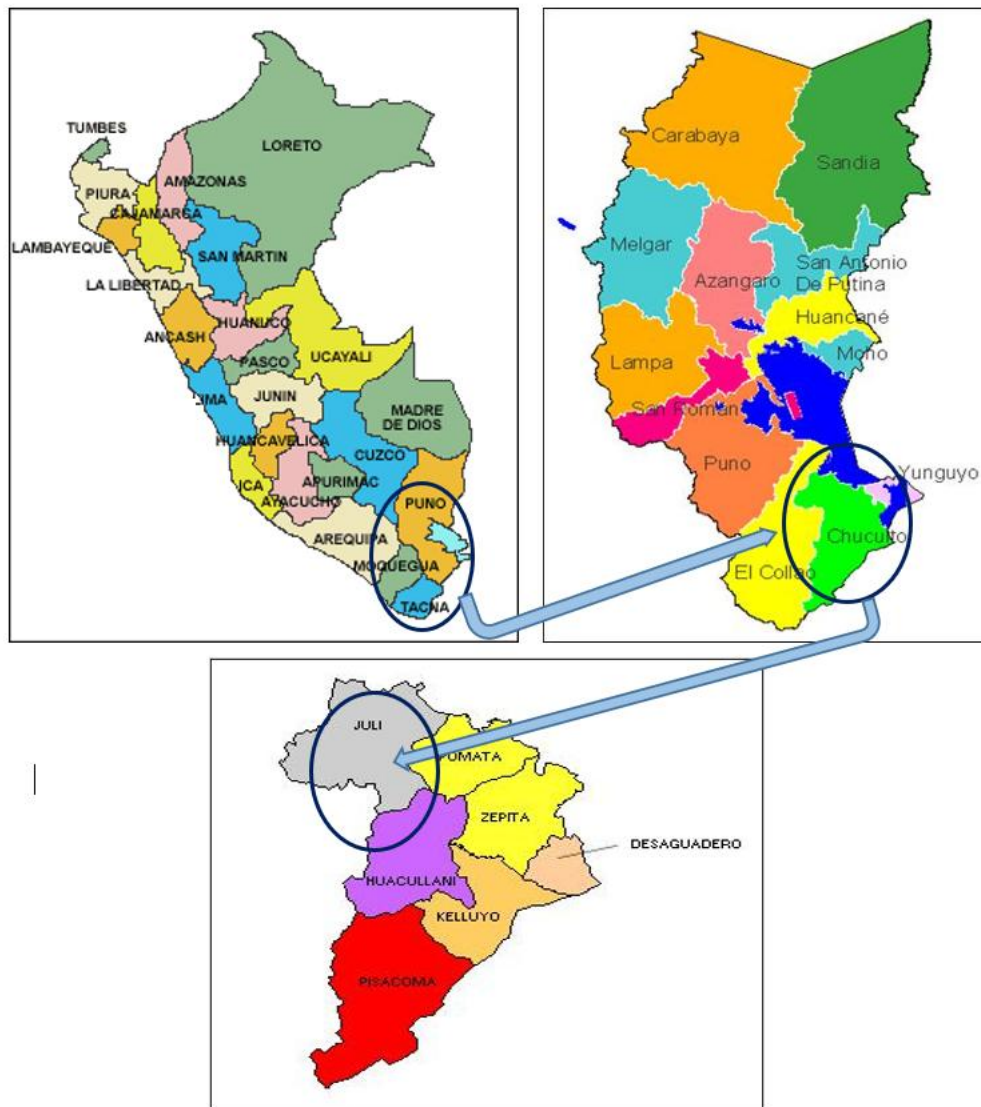 TUMBES
LORETO
AMAZONAS
PIURA
CAJAMARCA
LAMBAYEQUE
SAN MARTIN
LA LIBERTAD
HUANUCO
ANCASH
UCAYALI
PASCO
LIMA
JUNIN
MADRE
DE DIOS
HUANCAVELICA
CUZCO
ICA
APURIMAC
AYACUCHO
PUNO
AREQUIPA
MOQUEGUA
TACNA
Carabaya
Sandia
Melgar
Azangaro
San Antonio
De Putina
Huancané
Moho
Lampa
San Roman
Puno
Yunguyo
Chucuito
El Collao
JULI
POMATA
ZEPITA
DESAGUADERO
HUACULLANI
KELLUYO
PISACOMA